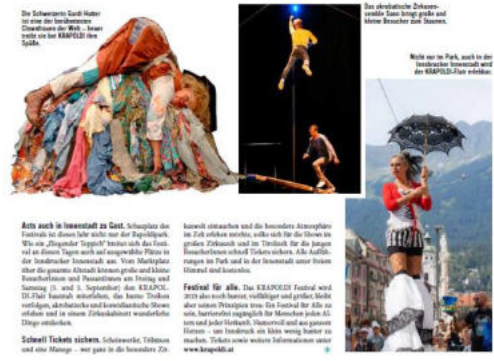 Die Schweizerin Gardi Hutter
ist eine der berühmtesten
Clownfrauen der Welt – heuer
treibt sie bei KRAPOLDI ihre
Späße.
Das akrobatische Zirkusen-
semble Sosn bringt große und
kleine Besucher zum Staunen.
Nicht nur im Park, auch in der
Innsbrucker Innenstadt wird
der KRAPOLDI-Flair erlebbar.
Acts auch in Innenstadt zu Gast. Schauplatz des
Festivals ist dieses Jahr nicht nur der Rapoldipark.
Wie ein „fliegender Teppich" breitet sich das Festi-
val an diesen Tagen auch auf ausgewählte Plätze in
der Innsbrucker Innenstadt aus. Vom Marktplatz
über die gesamte Altstadt können große und kleine
BesucherInnen und PassantInnen am Freitag und
Samstag (5. und 3. September) den KRAPOL-
DI-Flair hautnah miterleben, das bunte Treiben
verfolgen, akrobatische und komödiantische Shows
erleben und in einem Zirkuskabinett wunderliche
Dinge entdecken.
Schnell Tickets sichern. Scheinwerfer, Tribünen
und eine Manege – wer ganz in die besondere Zir-
kuswelt eintauchen und die besondere Atmosphäre
im Zelt erleben möchte, sollte sich für die Shows im
großen Zirkuszelt und im Tirolzelt für die jungen
BesucherInnen schnell Tickets sichern. Alle Auffüh-
rungen im Park und in der Innenstadt unter freiem
Himmel sind kostenlos.
Festival für alle. Das KRAPOLDI Festival wird
2023 also noch bunter, vielfältiger und größer, bleibt
aber seinen Prinzipien treu: Ein Festival für Alle zu
sein, barrierefrei zugänglich für Menschen jeden Al-
ters und jeder Herkunft. Humorvoll und aus ganzem
Herzen – um Innsbruck ein klein wenig bunter zu
machen. Tickets sowie weitere Informationen unter
www.krapoldi.at